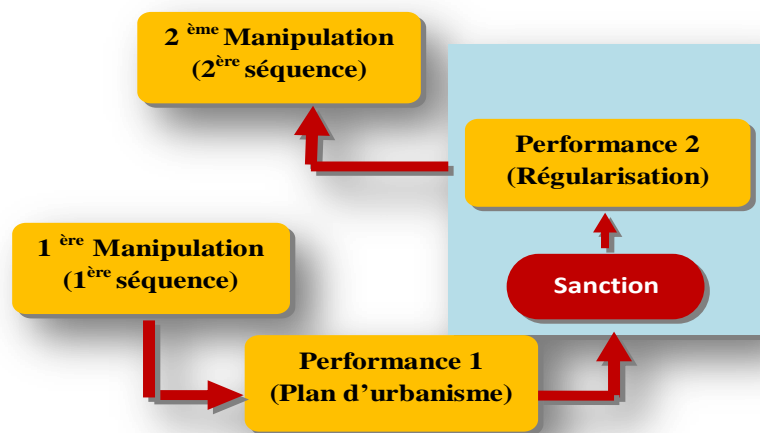 2 ème Manipulation
(2ère séquence)
Performance 2
(Régularisation)
1 ère Manipulation
(1ère séquence)
Sanction
Performance 1
(Plan d’urbanisme)